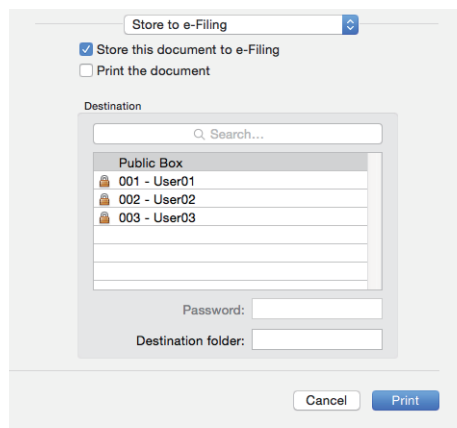 Store to e-Filing
Store this document to e-Filing
Print the document
Destination
Search...
Public Box
001 - User01
002 - User02
003 - User03
Password:
Destination folder:
Cancel Print